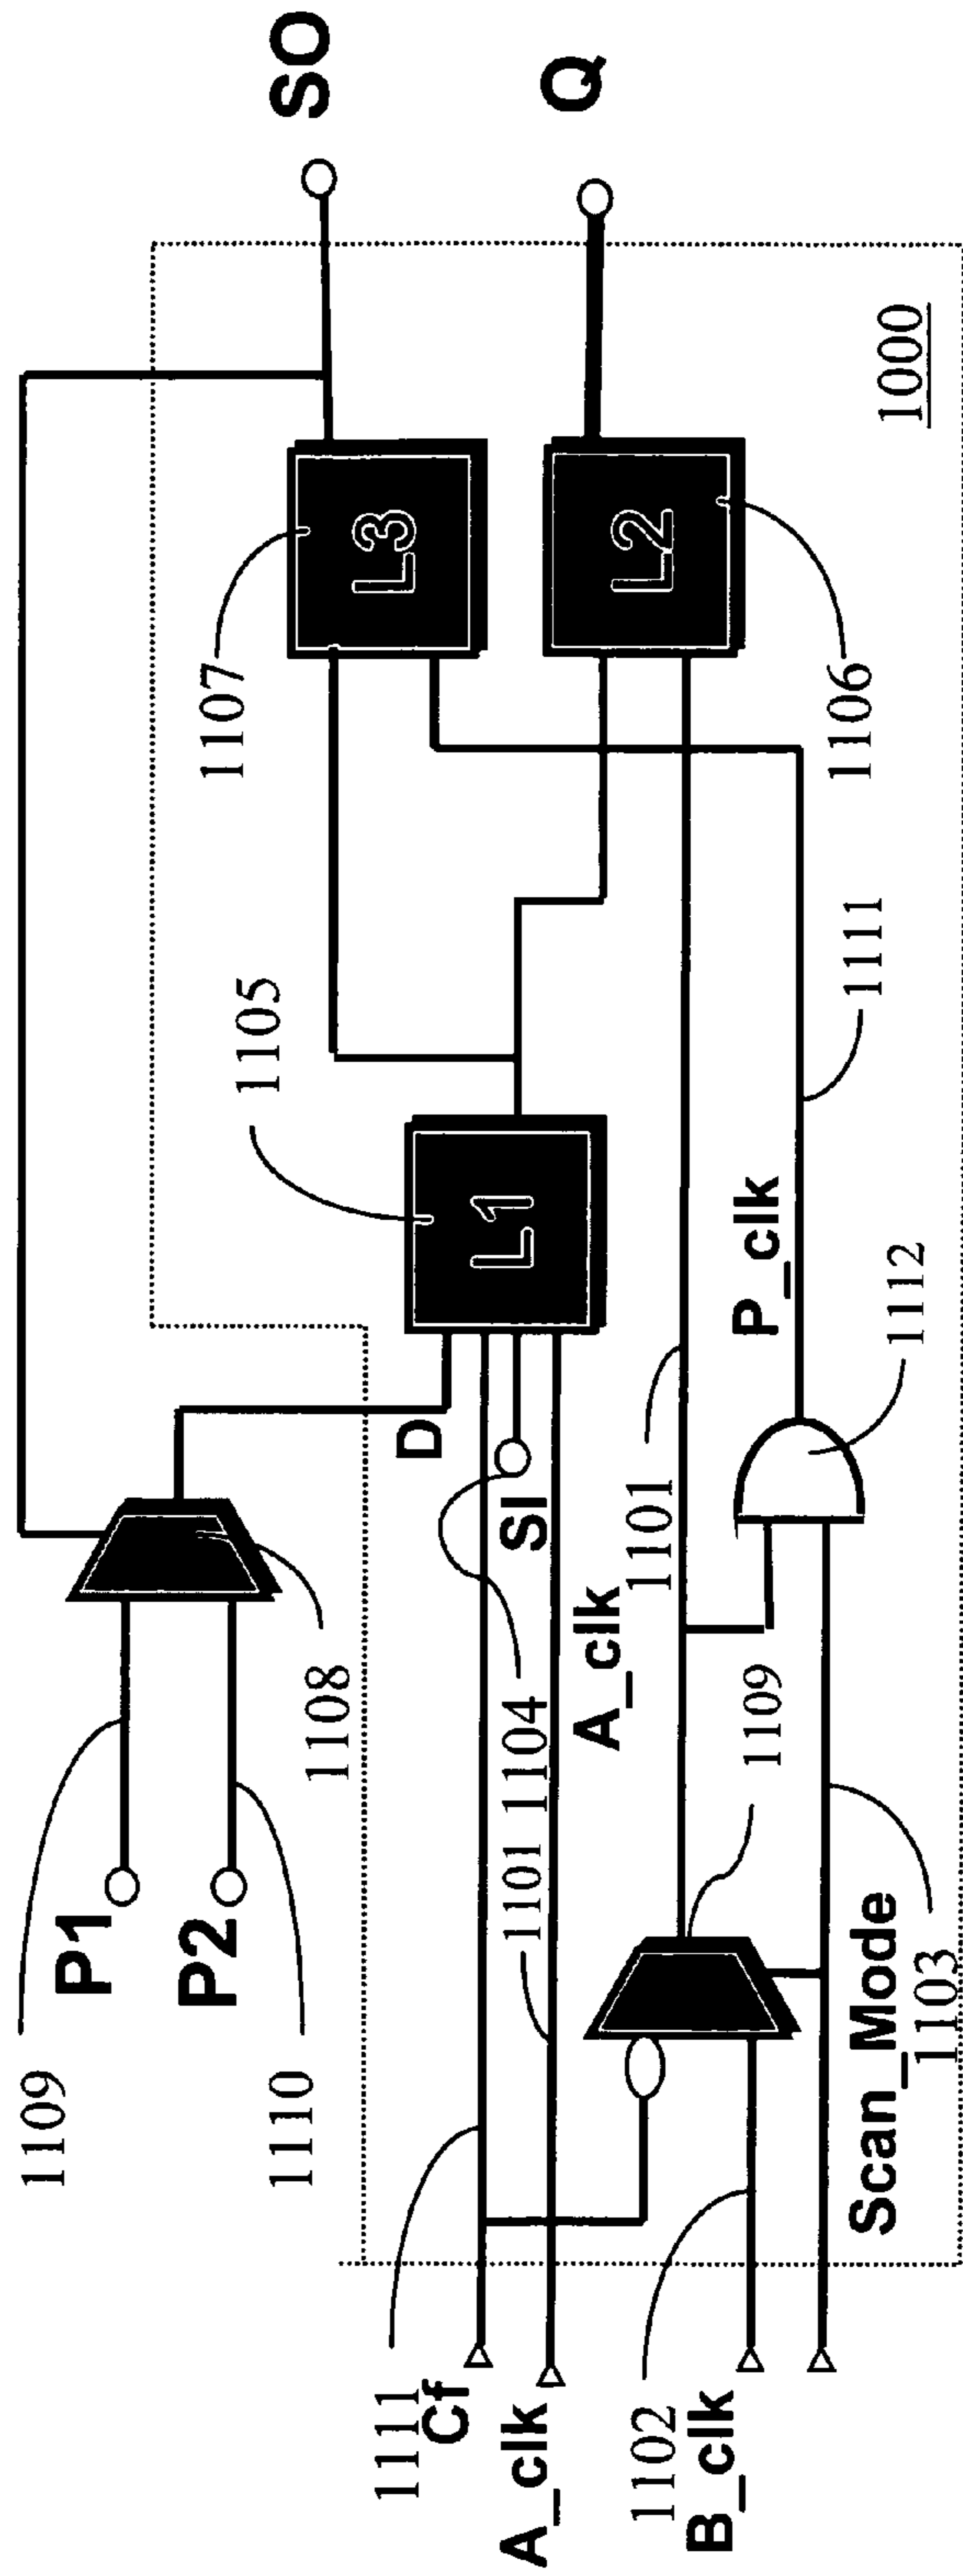 SO
Q
1000
L3
L2
1107
1106
1105
L1
1111
P_clk
1112
D
SI
1101
A_clk
1104
1101
1109
1108
P1
P2
1109
1110
Scan_Mode
1103
1111
Cf
A_clk
1102
B_clk